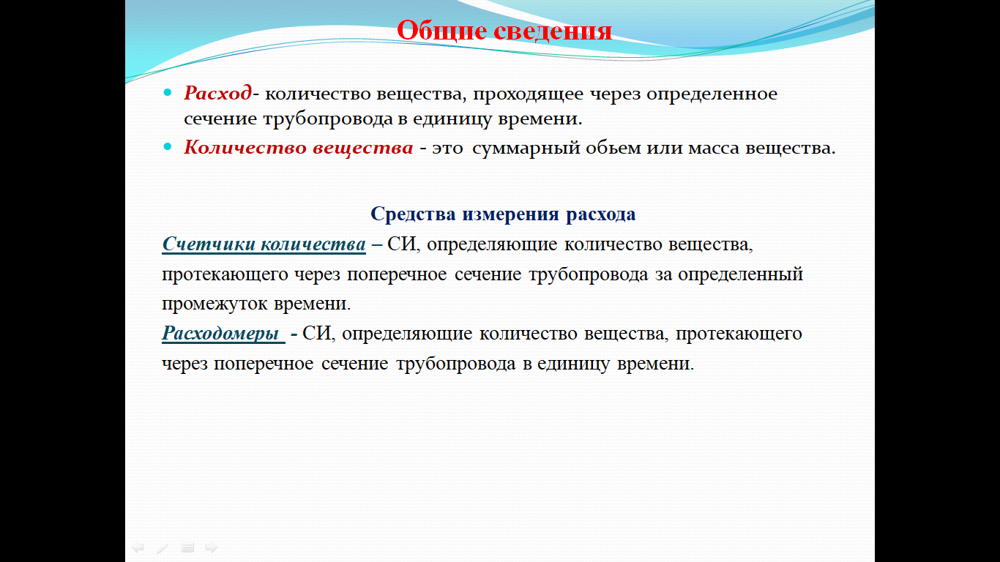 Общие сведения
Расход- количество вещества, проходящее через определенное
сечение трубопровода в единицу времени.
Количество вещества - это суммарный обьем или масса вещества.
Средства измерения расхода
Счетчики количества – СИ, определяющие количество вещества,
протекающего через поперечное сечение трубопровода за определенный
промежуток времени.
Расходомеры - СИ, определяющие количество вещества, протекающего
через поперечное сечение трубопровода в единицу времени.